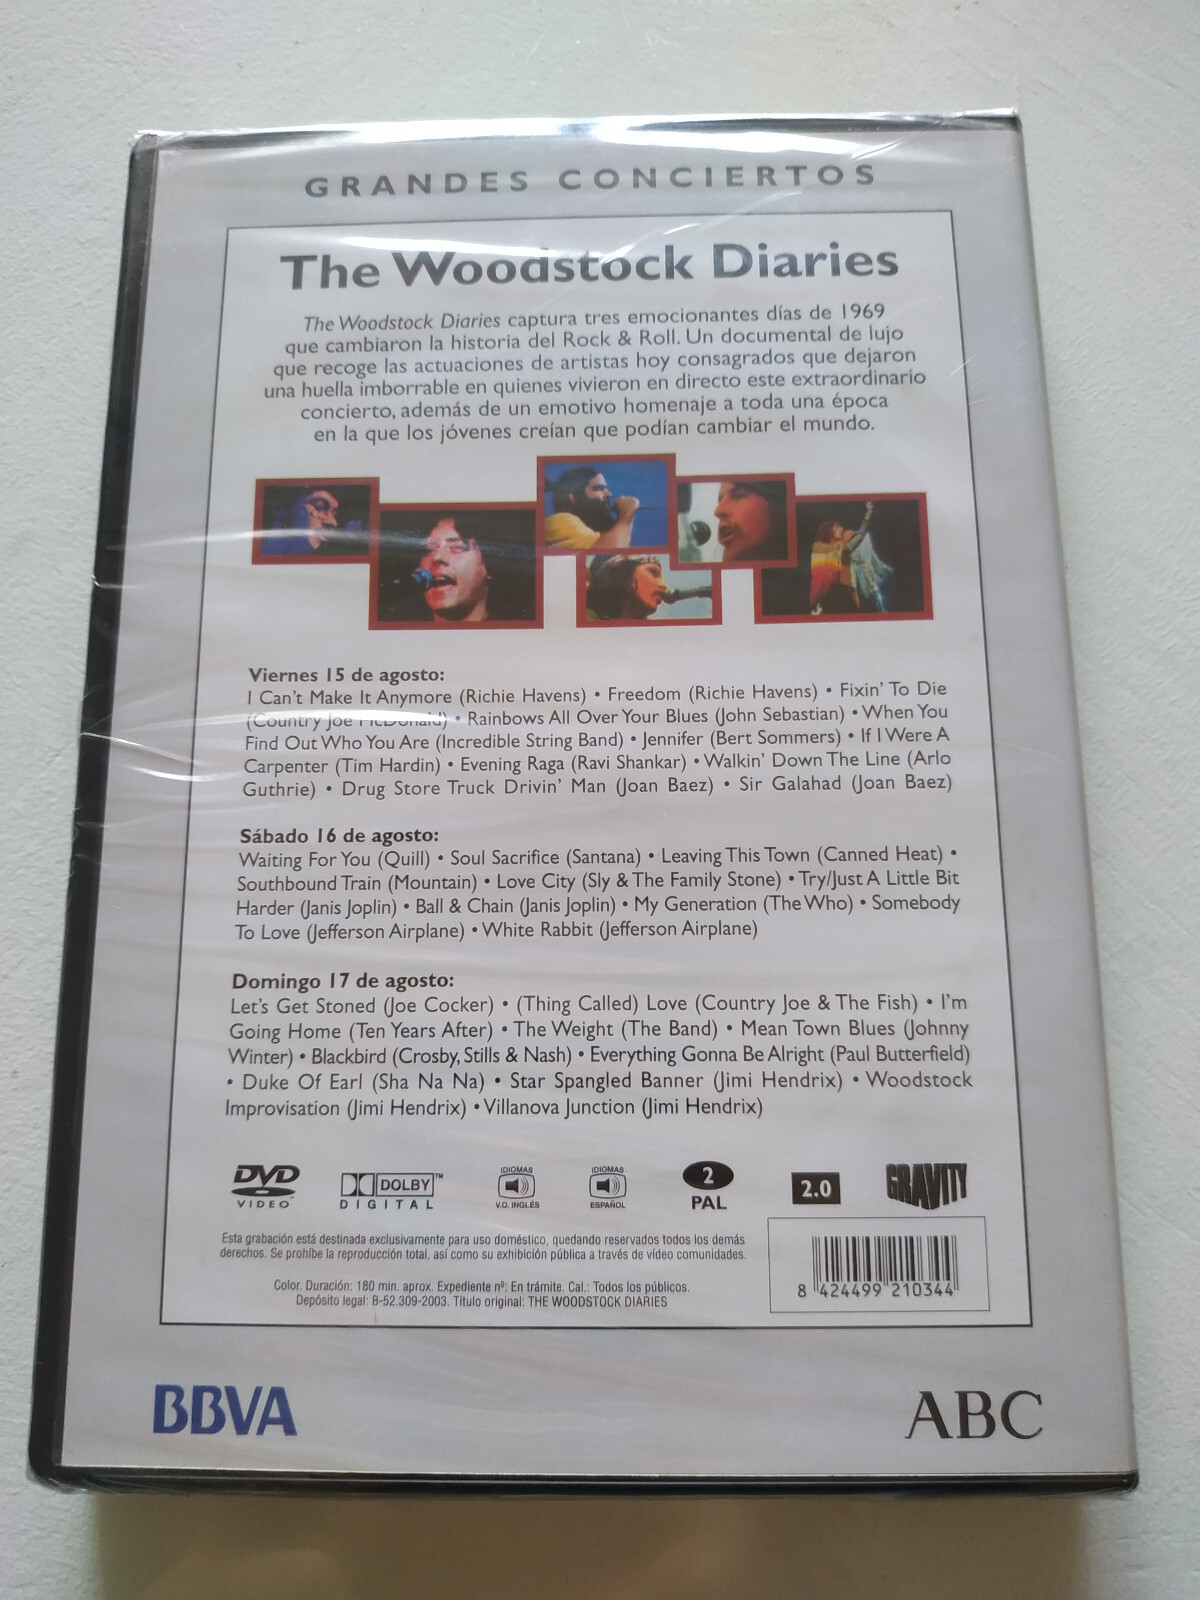 GRANDES CONCIERTOS
The Woodstock Diaries
The Woodstock Diaries captura tres emocionantes días de 1969
que cambiaron la historia del Rock & Roll. Un documental de lujo
que recoge las actuaciones de artistas hoy consagrados que dejaron
una huella imborrable en quienes vivieron en directo este extraordinario
concierto, además de un emotivo homenaje a toda una época
en la que los jóvenes creían que podían cambiar el mundo.
Viernes 15 de agosto:
I Can't Make It Anymore (Richie Havens) • Freedom (Richie Havens) • Fixin' To Die
(Country Joe McDonald) • Rainbows All Over Your Blues (John Sebastian) • When You
Find Out Who You Are (Incredible String Band) • Jennifer (Bert Sommers) • If I Were A
Carpenter (Tim Hardin) • Evening Raga (Ravi Shankar) • Walkin' Down The Line (Arlo
Guthrie) • Drug Store Truck Drivin' Man (Joan Baez) • Sir Galahad (Joan Baez)
Sábado 16 de agosto:
Waiting For You (Quill) • Soul Sacrifice (Santana) • Leaving This Town (Canned Heat) •
Southbound Train (Mountain) • Love City (Sly & The Family Stone) • Try/Just A Little Bit
Harder (Janis Joplin) • Ball & Chain (Janis Joplin) • My Generation (The Who) • Somebody
To Love (Jefferson Airplane) • White Rabbit (Jefferson Airplane)
Domingo 17 de agosto:
Let's Get Stoned (Joe Cocker) • (Thing Called) Love (Country Joe & The Fish) • I'm
Going Home (Ten Years After) • The Weight (The Band) • Mean Town Blues (Johnny
Winter) • Blackbird (Crosby, Stills & Nash) • Everything Gonna Be Alright (Paul Butterfield)
• Duke Of Earl (Sha Na Na) • Star Spangled Banner (Jimi Hendrix) • Woodstock
Improvisation (Jimi Hendrix) • Villanova Junction (Jimi Hendrix)
DVD
VIDEO
DOLBY™
DIGITAL
IDIOMAS
V.O. INGLÉS
IDIOMAS
ESPAÑOL
2
PAL
2.0
GRAVITY
Esta grabación está destinada exclusivamente para uso doméstico, quedando reservados todos los demás
derechos. Se prohíbe la reproducción total, así como su exhibición pública a través de vídeo comunidades.
Color. Duración: 180 min. aprox. Expediente nº: En trámite. Cal.: Todos los públicos.
Depósito legal: B-52.309-2003. Título original: THE WOODSTOCK DIARIES
8 424499 210344
BBVA
ABC